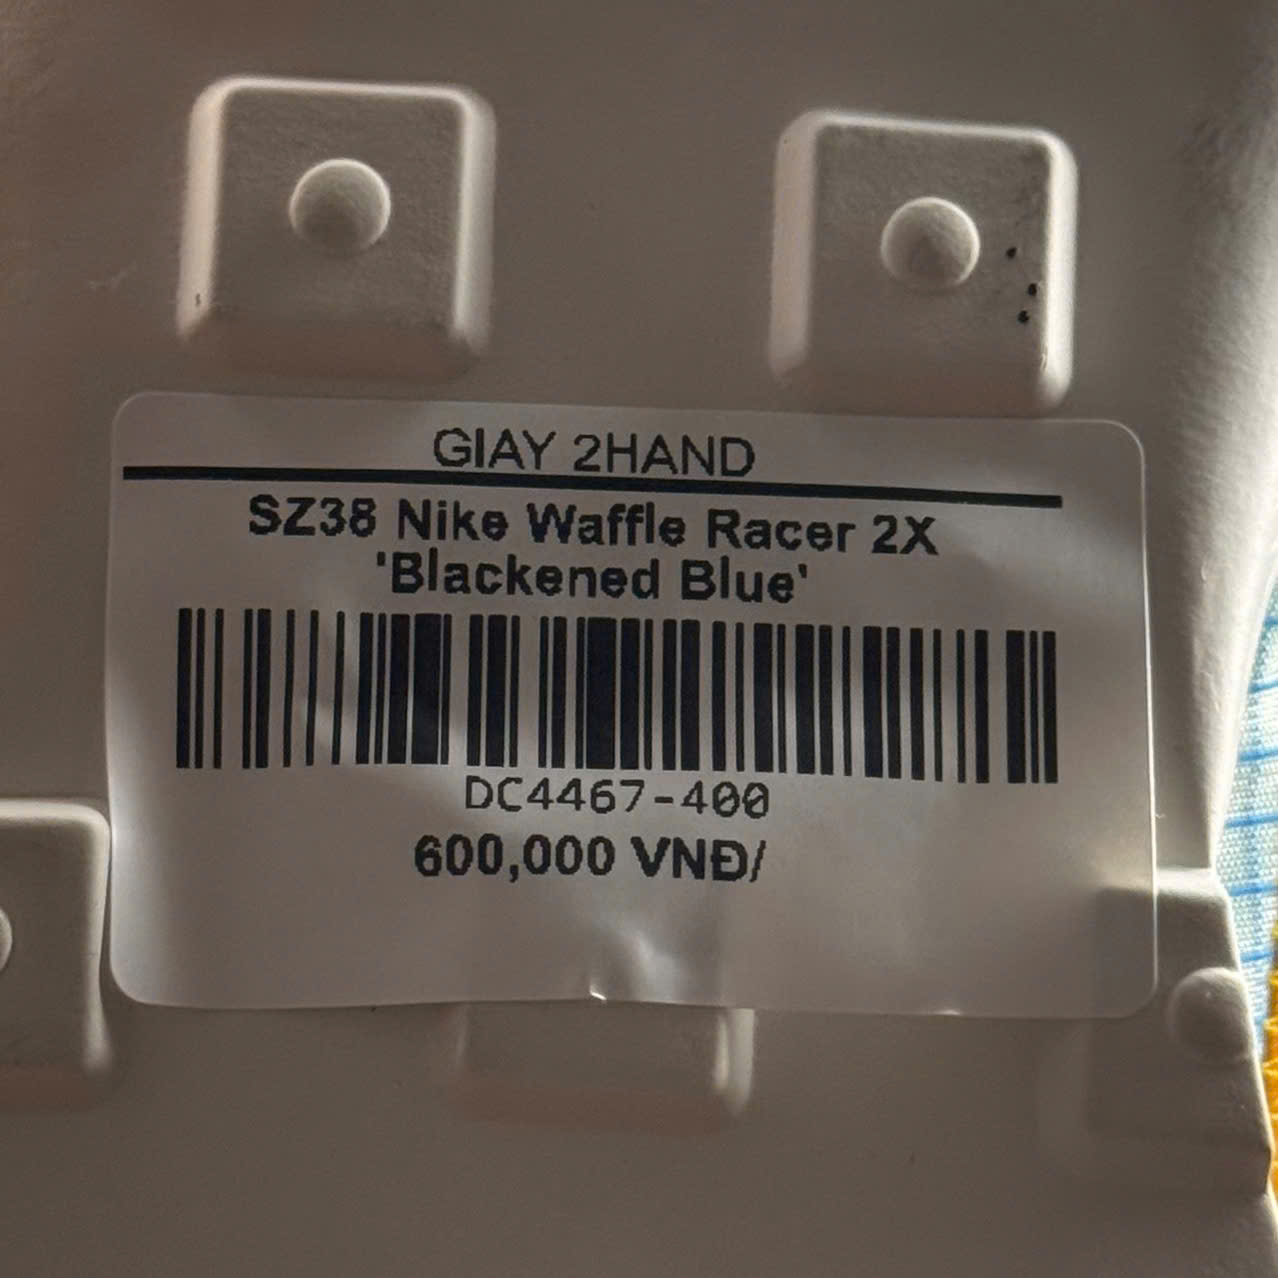 GIAY 2HAND
SZ38 Nike Waffle Racer 2X
'Blackened Blue'
DC4467-400
600,000 VNĐ/